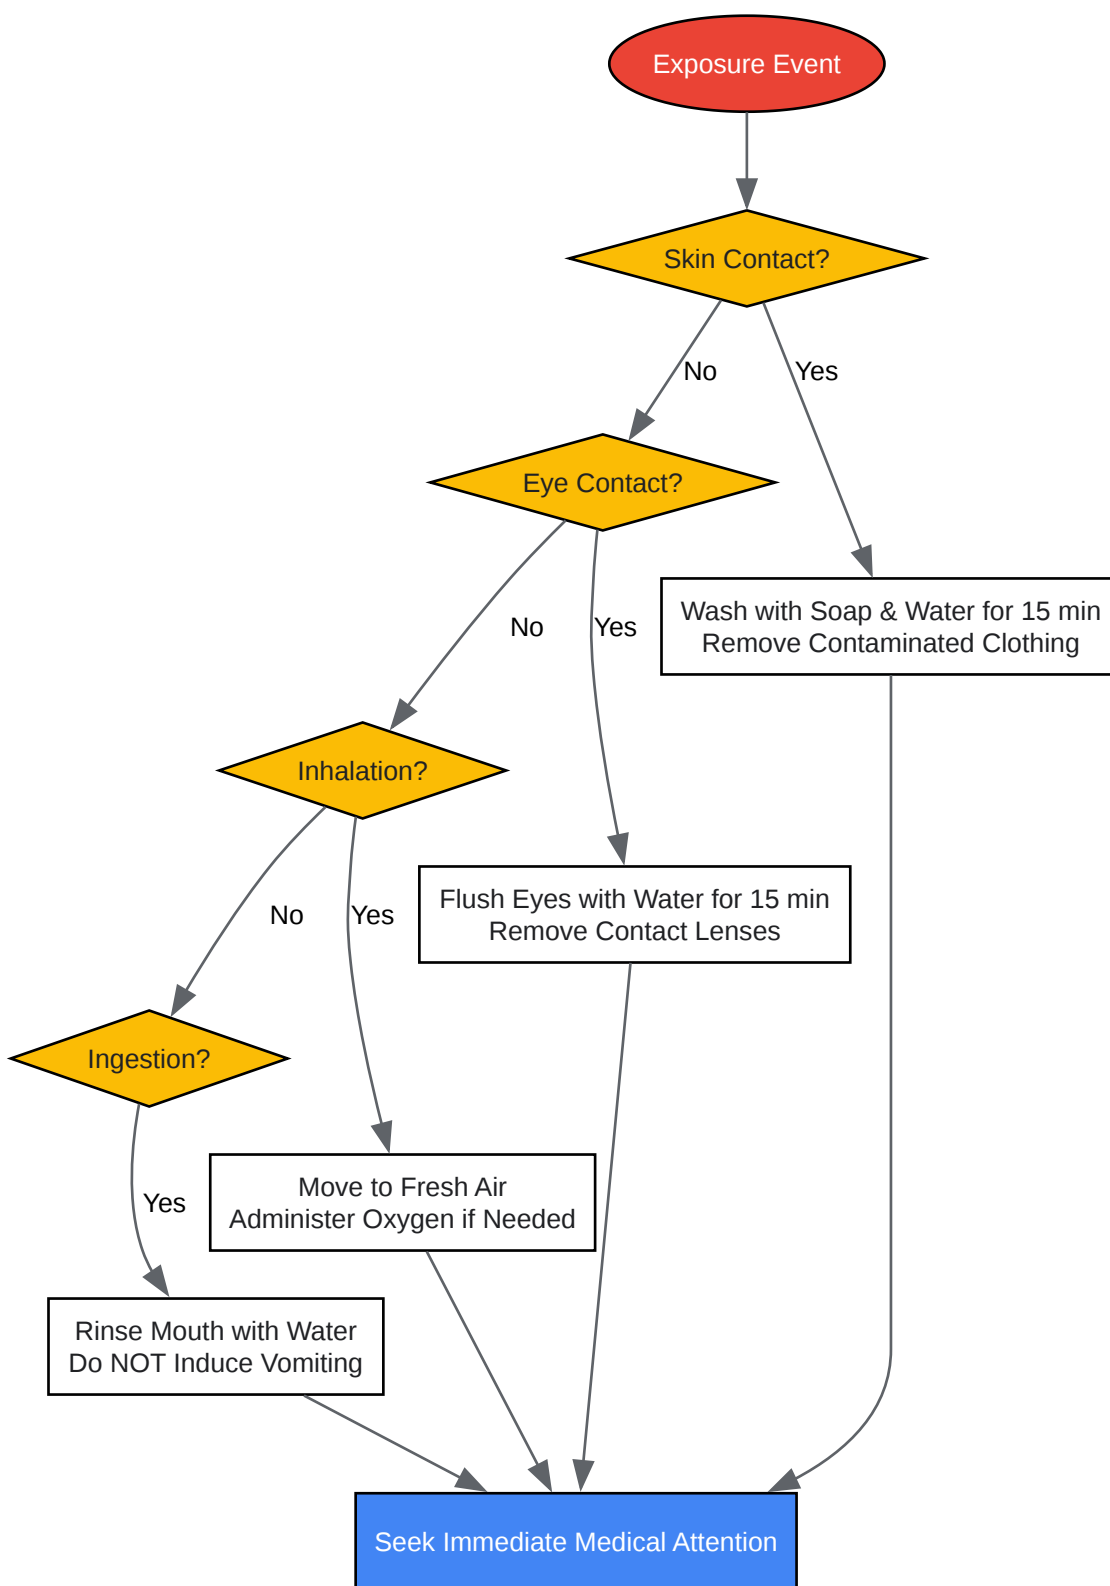 Exposure Event
Skin Contact?
No
Yes
Eye Contact?
Wash with Soap & Water for 15 min
Remove Contaminated Clothing
No
Yes
Inhalation?
Flush Eyes with Water for 15 min
Remove Contact Lenses
No
Yes
Ingestion?
Move to Fresh Air
Administer Oxygen if Needed
Yes
Rinse Mouth with Water
Do NOT Induce Vomiting
Seek Immediate Medical Attention